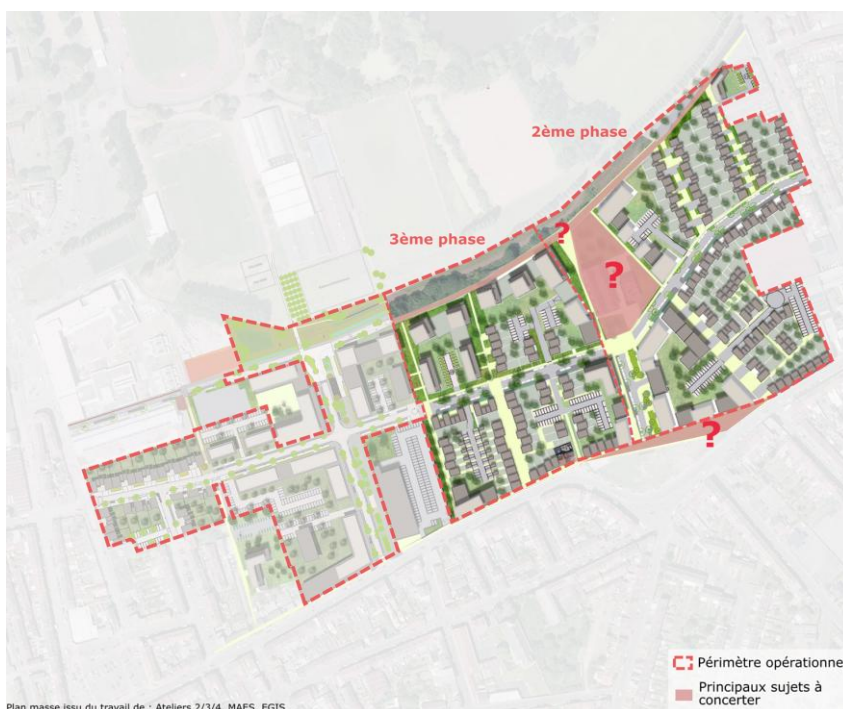 2ème phase
3ème phase
?
?
?
Périmètre opérationne
Principaux sujets à
concerter
Plan masse issu du travail de : Ateliers 2/3/4, MAES, EGIS